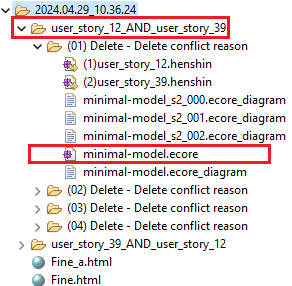 2024.04.29_10.36.24
user_story_12_AND_user_story_39
(01) Delete - Delete conflict reason
(1)user_story_12.henshin
(2)user_story_39.henshin
minimal-model_s2_000.ecore_diagram
minimal-model_s2_001.ecore_diagram
minimal-model_s2_002.ecore_diagram
minimal-model.ecore
minimal-model.ecore_diagram
(02) Delete - Delete conflict reason
(03) Delete - Delete conflict reason
(04) Delete - Delete conflict reason
user_story_39_AND_user_story_12
Fine_a.html
Fine.html